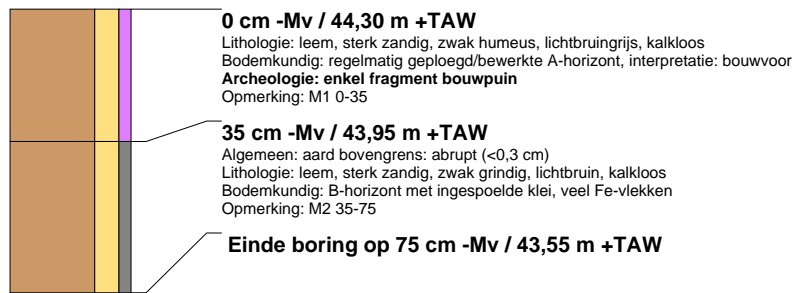 0 cm -Mv / 44,30 m +TAW
Lithologie: leem, sterk zandig, zwak humeus, lichtbruingrijs, kalkloos
Bodemkundig: regelmatig geploegd/bewerkte A-horizont, interpretatie: bouwvoor
Archeologie: enkel fragment bouwpuin
Opmerking: M1 0-35
35 cm -Mv / 43,95 m +TAW
Algemeen: aard bovengrens: abrupt (<0,3 cm)
Lithologie: leem, sterk zandig, zwak grindig, lichtbruin, kalkloos
Bodemkundig: B-horizont met ingespoelde klei, veel Fe-vlekken
Opmerking: M2 35-75
Einde boring op 75 cm -Mv / 43,55 m +TAW